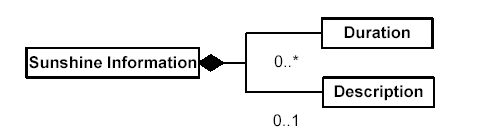 Duration
Sunshine Information
0..*
Description
0..1